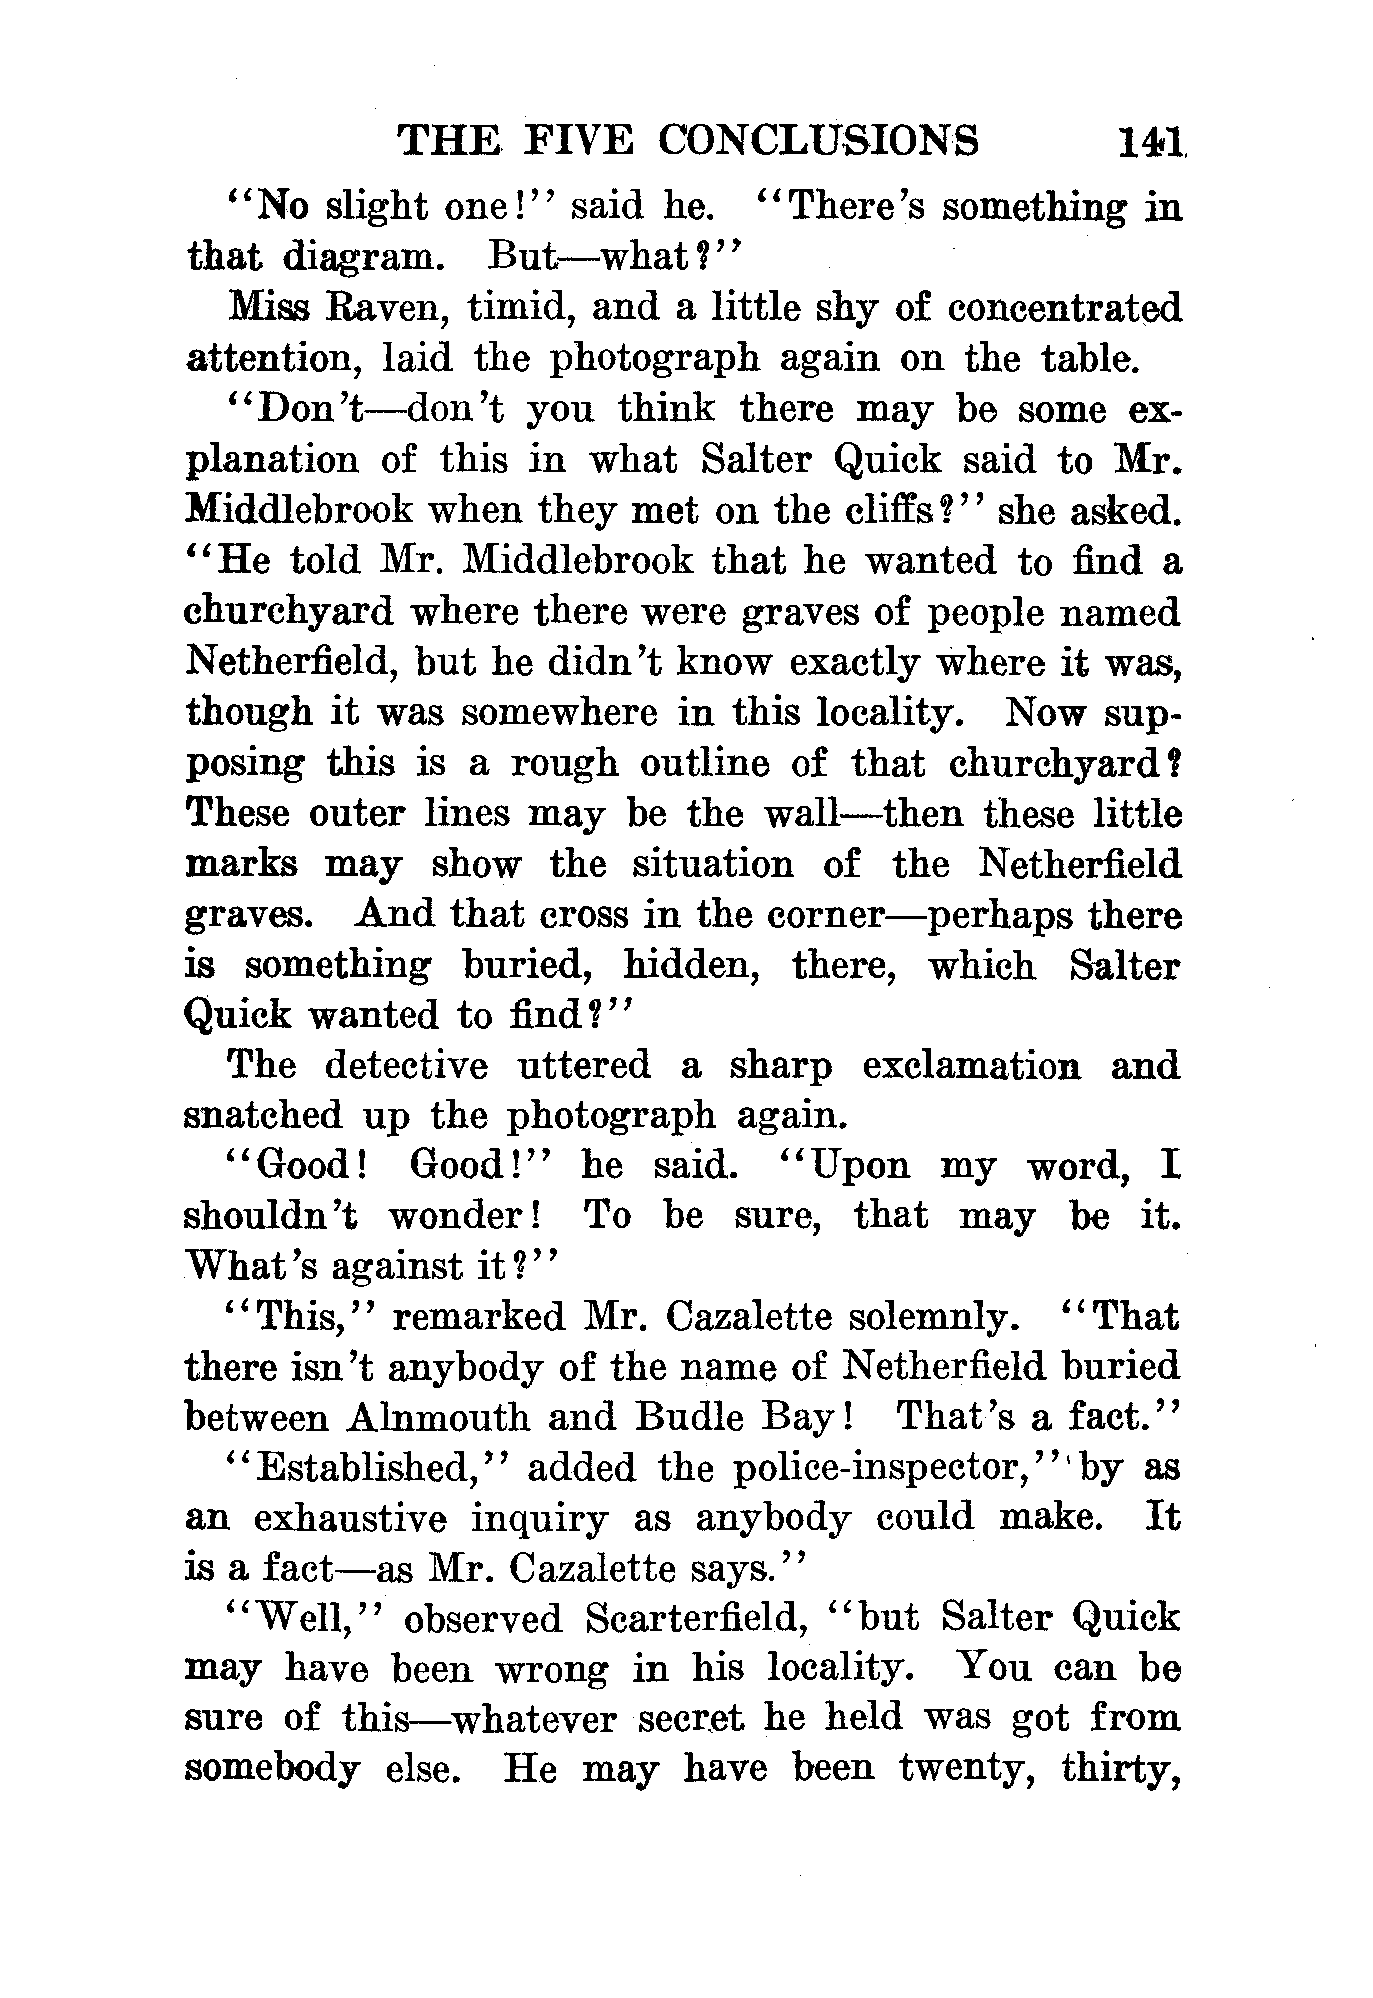 THE FIVE CONCLUSIONS 141
"No slight one!" said he. "There's something in
that diagram. But—what?"
Miss Raven, timid, and a little shy of concentrated
attention, laid the photograph again on the table.
"Don't—don't you think there may be some ex-
planation of this in what Salter Quick said to Mr.
Middlebrook when they met on the cliffs?" she asked.
"He told Mr. Middlebrook that he wanted to find a
churchyard where there were graves of people named
Netherfield, but he didn't know exactly where it was,
though it was somewhere in this locality. Now sup-
posing this is a rough outline of that churchyard?
These outer lines may be the wall—then these little
marks may show the situation of the Netherfield
graves. And that cross in the corner—perhaps there
is something buried, hidden, there, which Salter
Quick wanted to find?"
The detective uttered a sharp exclamation and
snatched up the photograph again.
"Good! Good!" he said. "Upon my word, I
shouldn't wonder! To be sure, that may be it.
What's against it?"
"This," remarked Mr. Cazalette solemnly. "That
there isn't anybody of the name of Netherfield buried
between Alnmouth and Budle Bay! That's a fact."
"Established," added the police-inspector,"'by as
an exhaustive inquiry as anybody could make. It
is a fact—as Mr. Cazalette says."
"Well," observed Scarterfield, "but Salter Quick
may have been wrong in his locality. You can be
sure of this—whatever secret he held was got from
somebody else. He may have been twenty, thirty,